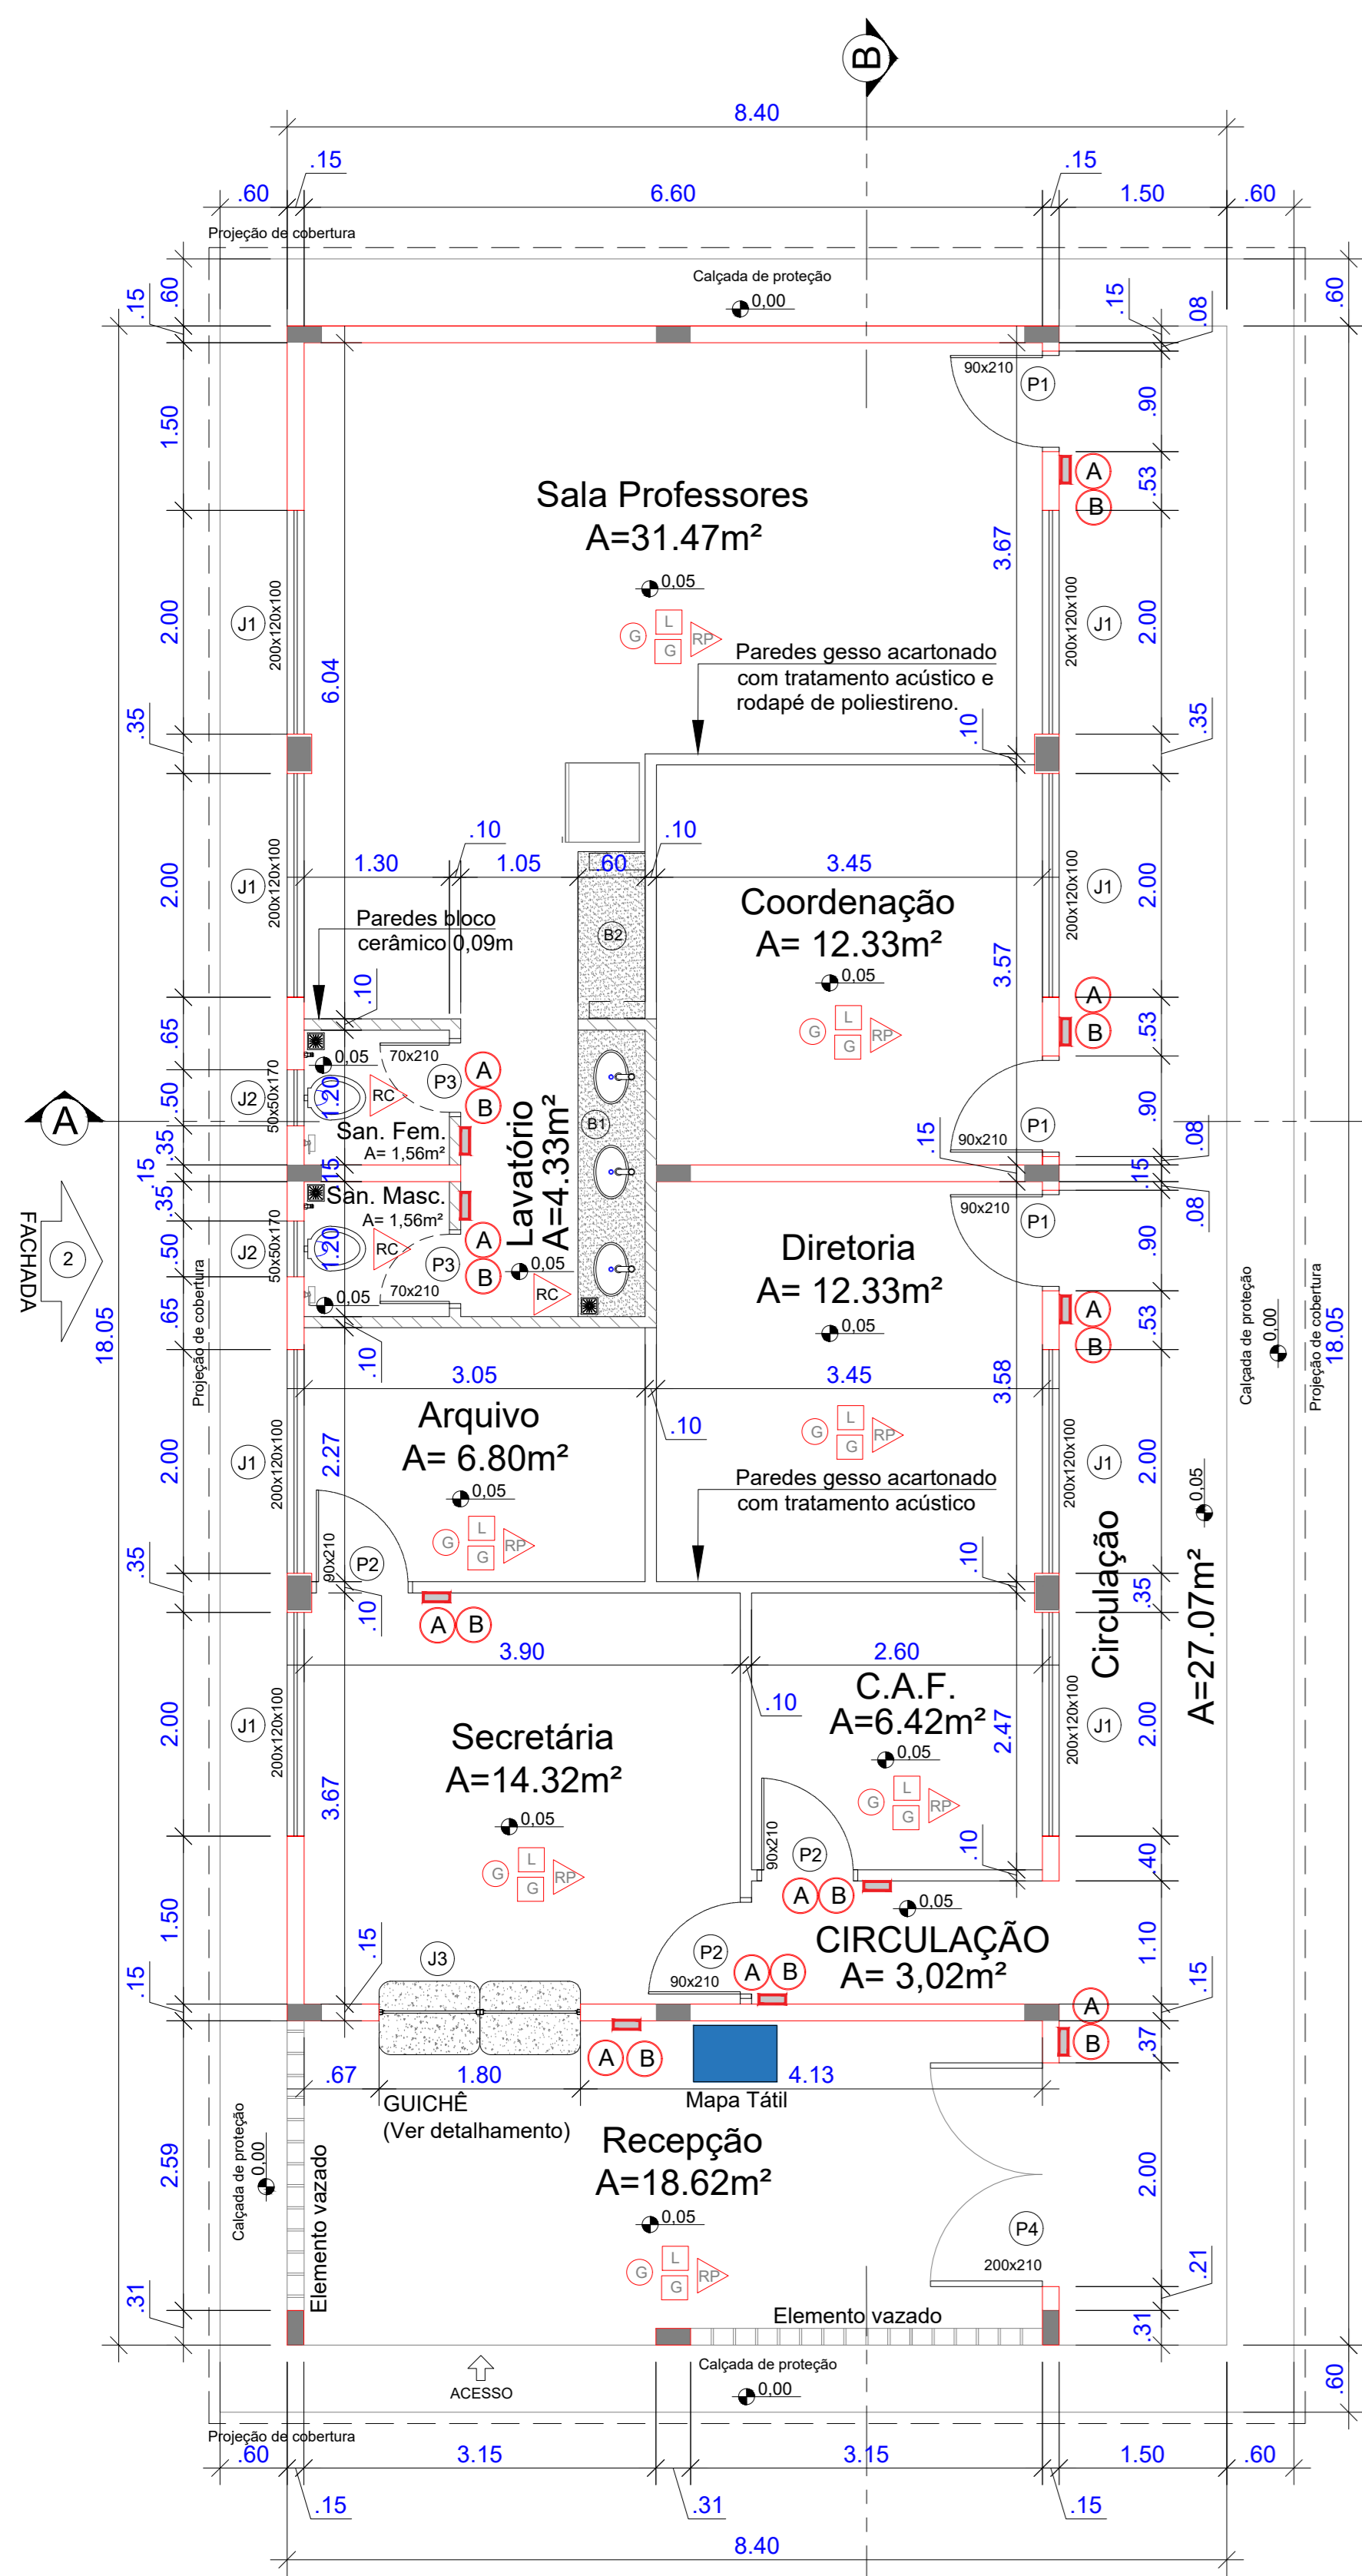 B
8.40
.15
.15
.60
6.60
1.50
.60
Projeção de cobertura
Calçada de proteção
0,00
.15
.60
.15
.08
.60
90x210
P1
1.50
.90
A
B
.53
Sala Professores
A=31.47m²
3.67
0,05
G
L
G
RP
J1
200x120x100
2.00
6.04
J1
200x120x100
2.00
Paredes gesso acartonado
com tratamento acústico e
rodapé de poliestireno.
.35
.10
.35
.10
.10
1.30
1.05
.60
3.45
J1
200x120x100
2.00
J1
200x120x100
2.00
Coordenação
A= 12.33m²
3.57
0,05
Paredes bloco
cerâmico 0,09m
B2
.10
G
L
G
RP
A
B
.53
.65
0,05
70x210
P3
A
B
J2
50x50x170
.50
1.20
RC
San. Fem.
A= 1,56m²
.35
Lavatório
A=4.33m²
B1
A
.15
90x210
P1
.90
.08
.15
.15
.15
San. Masc.
A= 1,56m²
.35
90x210
P1
.90
.08
J2
50x50x170
.50
1.20
RC
P3
A
B
70x210
0,05
0,05
RC
.65
Diretoria
A= 12.33m²
0,05
A
B
.53
FACHADA
2
18.05
Projeção de cobertura
Calçada de proteção
0,00
Projeção de cobertura
18.05
.10
3.05
.10
3.45
3.58
Arquivo
A= 6.80m²
0,05
G
L
G
RP
2.27
J1
200x120x100
2.00
G
L
G
RP
J1
200x120x100
2.00
Paredes gesso acartonado
com tratamento acústico
0,05
Circulação
A=27.07m²
90x210
P2
.35
.10
.10
.35
A
B
3.90
.10
2.60
C.A.F.
A=6.42m²
0,05
2.47
J1
200x120x100
2.00
J1
200x120x100
2.00
Secretária
A=14.32m²
0,05
3.67
G
L
G
RP
G
L
G
RP
90x210
P2
.10
.40
A
B
0,05
1.50
.15
J3
P2
90x210
A
B
CIRCULAÇÃO
A= 3,02m²
1.10
.15
.15
A
B
.37
A
B
.67
1.80
4.13
GUICHÊ
(Ver detalhamento)
Mapa Tátil
Recepção
A=18.62m²
0,05
2.59
Calçada de proteção
0,00
Elemento vazado
2.00
P4
200x210
G
L
G
RP
.21
.31
.31
Elemento vazado
ACESSO
Calçada de proteção
0,00
.60
Projeção de cobertura
.60
3.15
3.15
1.50
.60
.15
.31
.15
8.40